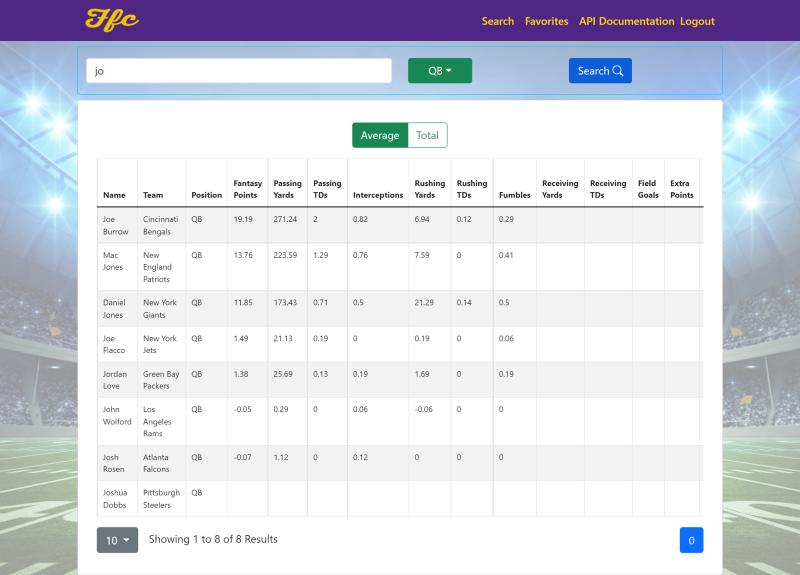 Ffc Search Favorites API Documentation Logout
jo QB Search
Average Total
Name Team Position Fantasy Points Passing Yards Passing TDs Interceptions Rushing Yards Rushing TDs Fumbles Receiving Yards Receiving TDs Field Goals Extra Points
Joe Burrow Cincinnati Bengals QB 19.19 271.24 2 0.82 6.94 0.12 0.29
Mac Jones New England Patriots QB 13.76 223.59 1.29 0.76 7.59 0 0.41
Daniel Jones New York Giants QB 11.85 173.43 0.71 0.5 21.29 0.14 0.5
Joe Flacco New York Jets QB 1.49 21.13 0.19 0 0.19 0 0.06
Jordan Love Green Bay Packers QB 1.38 25.69 0.13 0.19 1.69 0 0.19
John Wolford Los Angeles Rams QB -0.05 0.29 0 0.06 -0.06 0 0
Josh Rosen Atlanta Falcons QB -0.07 1.12 0 0.12 0 0 0
Joshua Dobbs Pittsburgh Steelers QB
10 Showing 1 to 8 of 8 Results 0